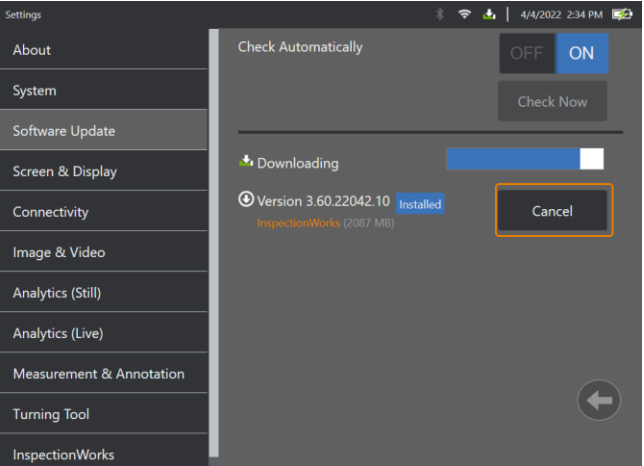 Settings
4/4/2022 2:34 PM
About
System
Software Update
Screen & Display
Connectivity
Image & Video
Analytics (Still)
Analytics (Live)
Measurement & Annotation
Turning Tool
InspectionWorks
Check Automatically
OFF ON
Check Now
Downloading
Version 3.60.22042.10 Installed
InspectionWorks (2087 MB)
Cancel